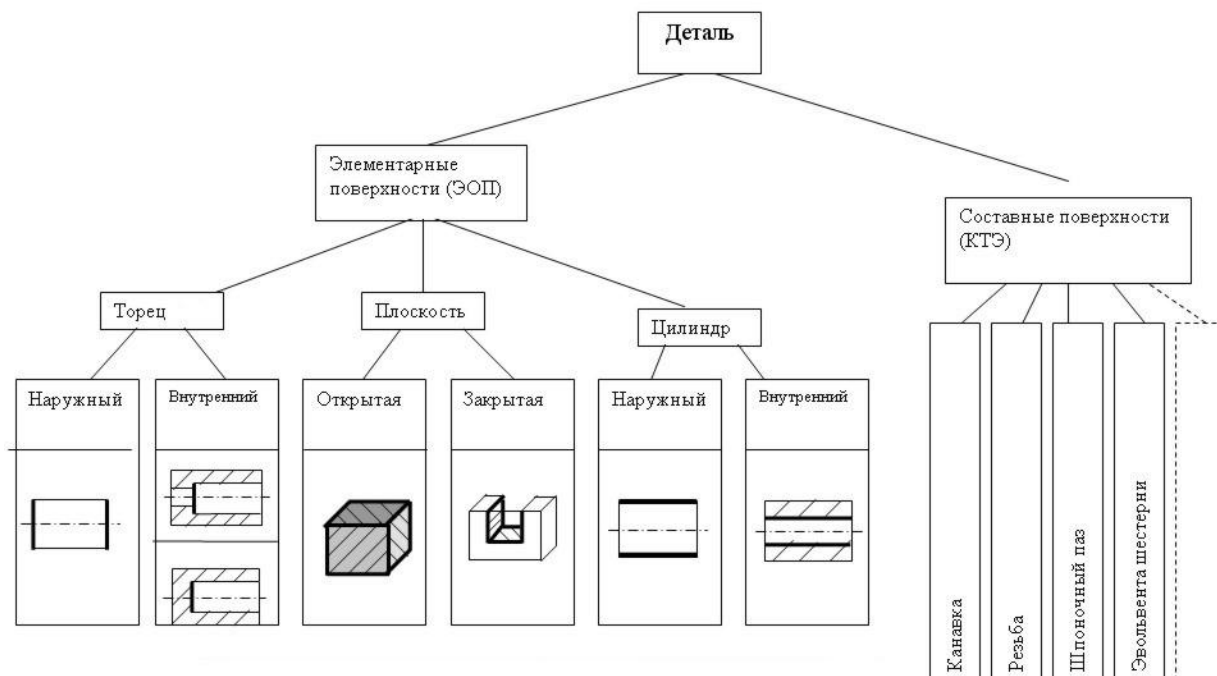 Деталь
Элементарные
поверхности (ЭОП)
Составные поверхности
(КТЭ)
Торец
Плоскость
Цилиндр
Наружный
Внутренний
Открытая
Закрытая
Наружный
Внутренний
Канавка
Резьба
Шпоночный паз
Эвольвента шестерни